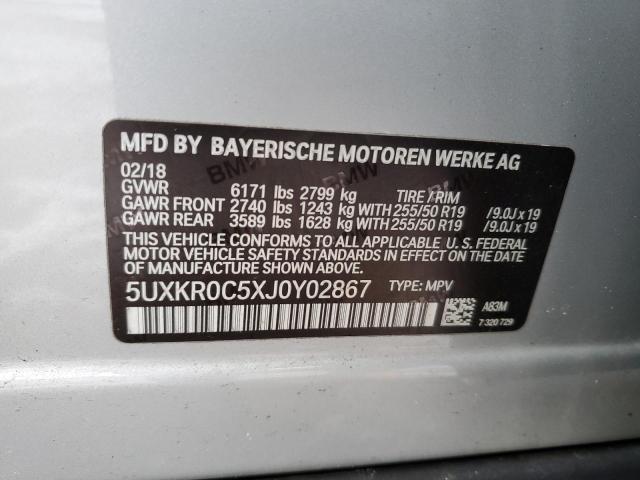 MFD BY BAYERISCHE MOTOREN WERKE AG
02/18
GVWR 6171 lbs 2799 kg TIRE / RIM
GAWR FRONT 2740 lbs 1243 kg WITH 255/50 R19 /9.0J x 19
GAWR REAR 3589 lbs 1628 kg WITH 255/50 R19 /9.0J x 19
THIS VEHICLE CONFORMS TO ALL APPLICABLE U. S. FEDERAL
MOTOR VEHICLE SAFETY STANDARDS IN EFFECT ON THE
DATE OF MANUFACTURE SHOWN ABOVE.
5UXKR0C5XJ0Y02867 TYPE: MPV
A83M
7 320 729
BMW
BMW
BMW